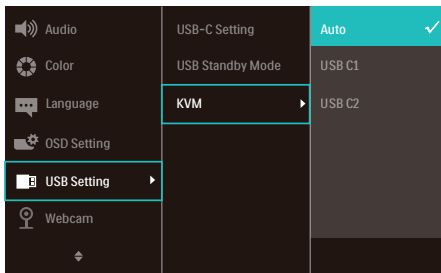 Audio
Color
Language
OSD Setting
USB Setting
Webcam
USB-C Setting
USB Standby Mode
KVM
Auto
USB C1
USB C2